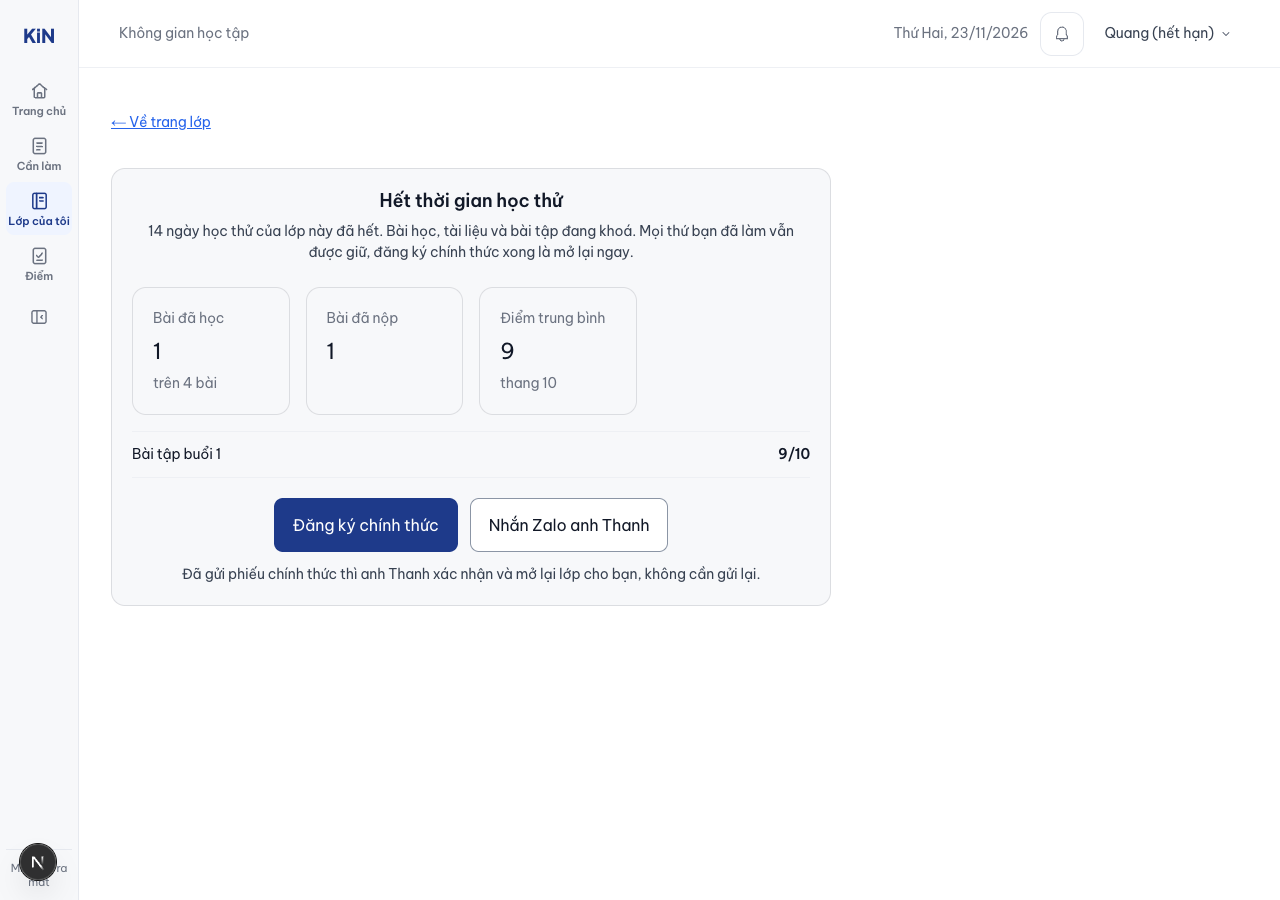 KiN
Không gian học tập
Thứ Hai, 23/11/2026
Quang (hết hạn)
Trang chủ
Cần làm
Lớp của tôi
Điểm
← Về trang lớp
Hết thời gian học thử
14 ngày học thử của lớp này đã hết. Bài học, tài liệu và bài tập đang khoá. Mọi thứ bạn đã làm vẫn
được giữ, đăng ký chính thức xong là mở lại ngay.
Bài đã học
1
trên 4 bài
Bài đã nộp
1
Điểm trung bình
9
thang 10
Bài tập buổi 1
9/10
Đăng ký chính thức
Nhắn Zalo anh Thanh
Đã gửi phiếu chính thức thì anh Thanh xác nhận và mở lại lớp cho bạn, không cần gửi lại.
N
ra
mắt